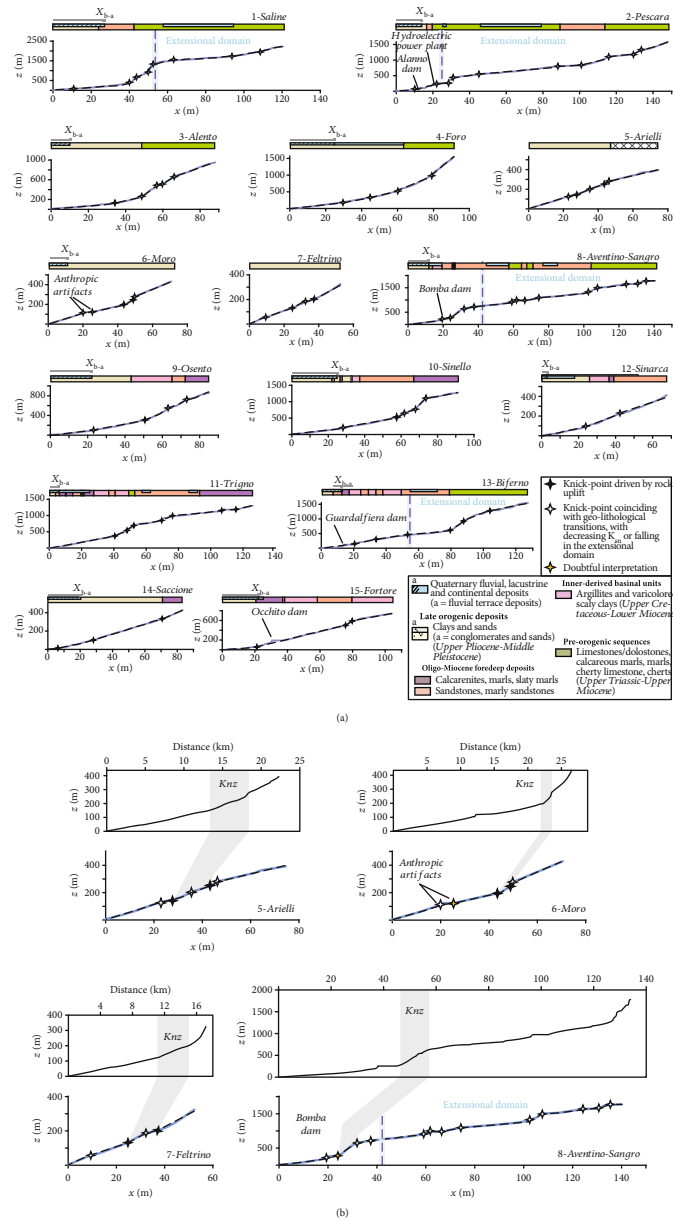 X b-a
1-Saline
Extensional domain
2500
1500
500
z (m)
0 20 40 60 80 100 120 140
x (m)
X b-a
2-Pescara
Hydroelectric
power plant
Extensional domain
Alanno
dam
1500
1000
500
0
z (m)
0 20 40 60 80 100 120 140
x (m)
3-Alento
X b-a
1000
600
200
0
z (m)
0 20 40 60 80
x (m)
X b-a
4-Foro
1500
1000
500
0
z (m)
0 20 40 60 80 100
x (m)
5-Arielli
400
200
0
z (m)
0 20 40 60 80
x (m)
X b-a
6-Moro
Anthropic
artifacts
400
200
z (m)
0 20 40 60 80
x (m)
7-Feltrino
400
200
z (m)
0 20 40 60
x (m)
X b-a
8-Aventino-Sangro
Extensional domain
Bomba dam
1500
1000
500
z (m)
0 20 40 60 80 100 120 140
x (m)
9-Osento
X b-a
800
400
0
z (m)
0 20 40 60 80
x (m)
10-Sinello
X b-a
1500
1000
500
0
z (m)
0 20 40 60 80 100
x (m)
12-Sinarca
X b-a
400
200
0
z (m)
0 20 40 60
x (m)
11-Trigno
X b-a
1500
1000
500
0
z (m)
0 20 40 60 80 100 120 140
x (m)
13-Biferno
X b-a
Extensional domain
Guardalfiera dam
1500
1000
500
0
z (m)
0 20 40 60 80 100 120
x (m)
14-Saccione
X b-a
400
200
0
z (m)
0 20 40 60 80
x (m)
15-Fortore
X b-a
Occhito dam
600
200
0
z (m)
0 20 40 60 80 100
x (m)
Knick-point driven by rock
uplift
Knick-point coinciding
with geo-lithological
transitions, with
decreasing K sn or falling
in the extensional
domain
Doubtful interpretation
a
Quaternary fluvial, lacustrine
and continental deposits
(a = fluvial terrace deposits)
Late orogenic deposits
a
Clays and sands
(a = conglomerates and sands)
(Upper Pliocene-Middle
Pleistocene)
Oligo-Miocene foredeep deposits
Calcarenites, marls, slaty marls
Sandstones, marly sandstones
Inner-derived basinal units
Argillites and varicolore
scaly clays (Upper Cre-
taceous-Lower Miocene
Pre-orogenic sequences
Limestones/dolostones,
calcareous marls, marls,
cherty limestone, cherts
(Upper Triassic-Upper
Miocene)
(a)
Distance (km)
0 5 10 15 20 25
400
300
200
100
0
z (m)
Knz
400
200
z (m)
5-Arielli
0 20 40 60 80
x (m)
Distance (km)
5 10 15 20 25
400
300
200
100
0
z (m)
Knz
Anthropic
artifacts
400
200
z (m)
6-Moro
0 20 40 60 80
x (m)
Distance (km)
4 8 12 16
400
300
200
100
0
z (m)
Knz
400
200
0
z (m)
7-Feltrino
0 10 20 30 40 50 60
x (m)
20 40 60 80 100 120 140
2000
1500
1000
500
0
z (m)
Knz
Bomba
dam
Extensional domain
1500
1000
500
z (m)
8-Aventino-Sangro
0 20 40 60 80 100 120 140
x (m)
(b)